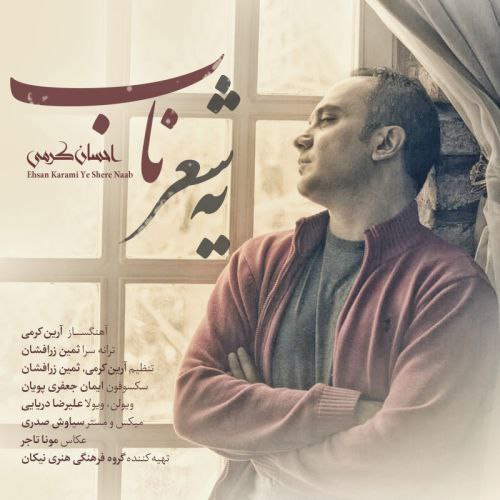 یه شعر ناب
احسان کرمی
Ehsan Karami Ye Shere Naab
آهنگساز آرین کرمی
ترانه سرا ثمین زرافشان
تنظیم آرین کرمی، ثمین زرافشان
سکسوفون ایمان جعفری پویان
ویولن، ویولا علیرضا دریایی
میکس و مستر سیاوش صدری
عکاس مونا تاجر
تهیه کننده گروه فرهنگی هنری نیکان